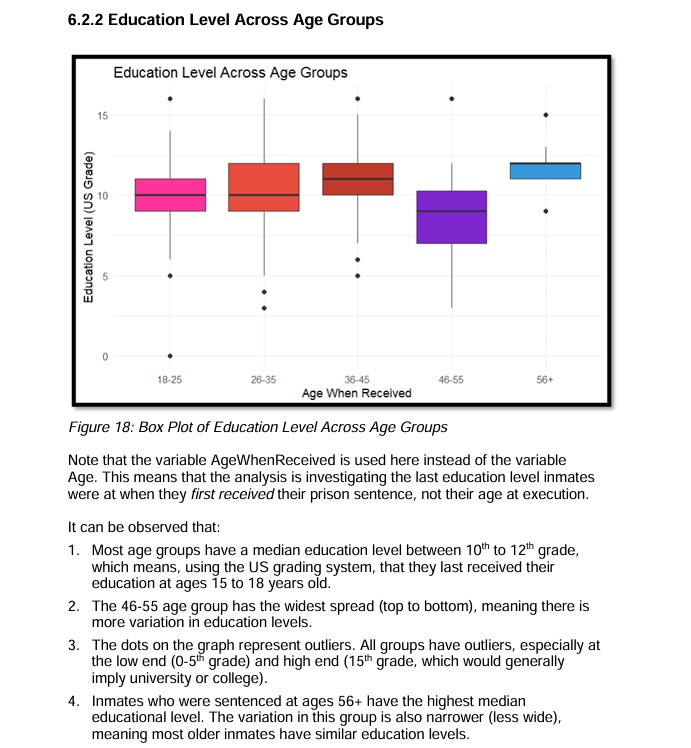 6.2.2 Education Level Across Age Groups
Education Level Across Age Groups
Education Level (US Grade)
15
10
5
0
18-25 26-35 36-45 46-55 56+
Age When Received
Figure 18: Box Plot of Education Level Across Age Groups
Note that the variable AgeWhenReceived is used here instead of the variable
Age. This means that the analysis is investigating the last education level inmates
were at when they first received their prison sentence, not their age at execution.
It can be observed that:
1. Most age groups have a median education level between 10th to 12th grade,
which means, using the US grading system, that they last received their
education at ages 15 to 18 years old.
2. The 46-55 age group has the widest spread (top to bottom), meaning there is
more variation in education levels.
3. The dots on the graph represent outliers. All groups have outliers, especially at
the low end (0-5th grade) and high end (15th grade, which would generally
imply university or college).
4. Inmates who were sentenced at ages 56+ have the highest median
educational level. The variation in this group is also narrower (less wide),
meaning most older inmates have similar education levels.